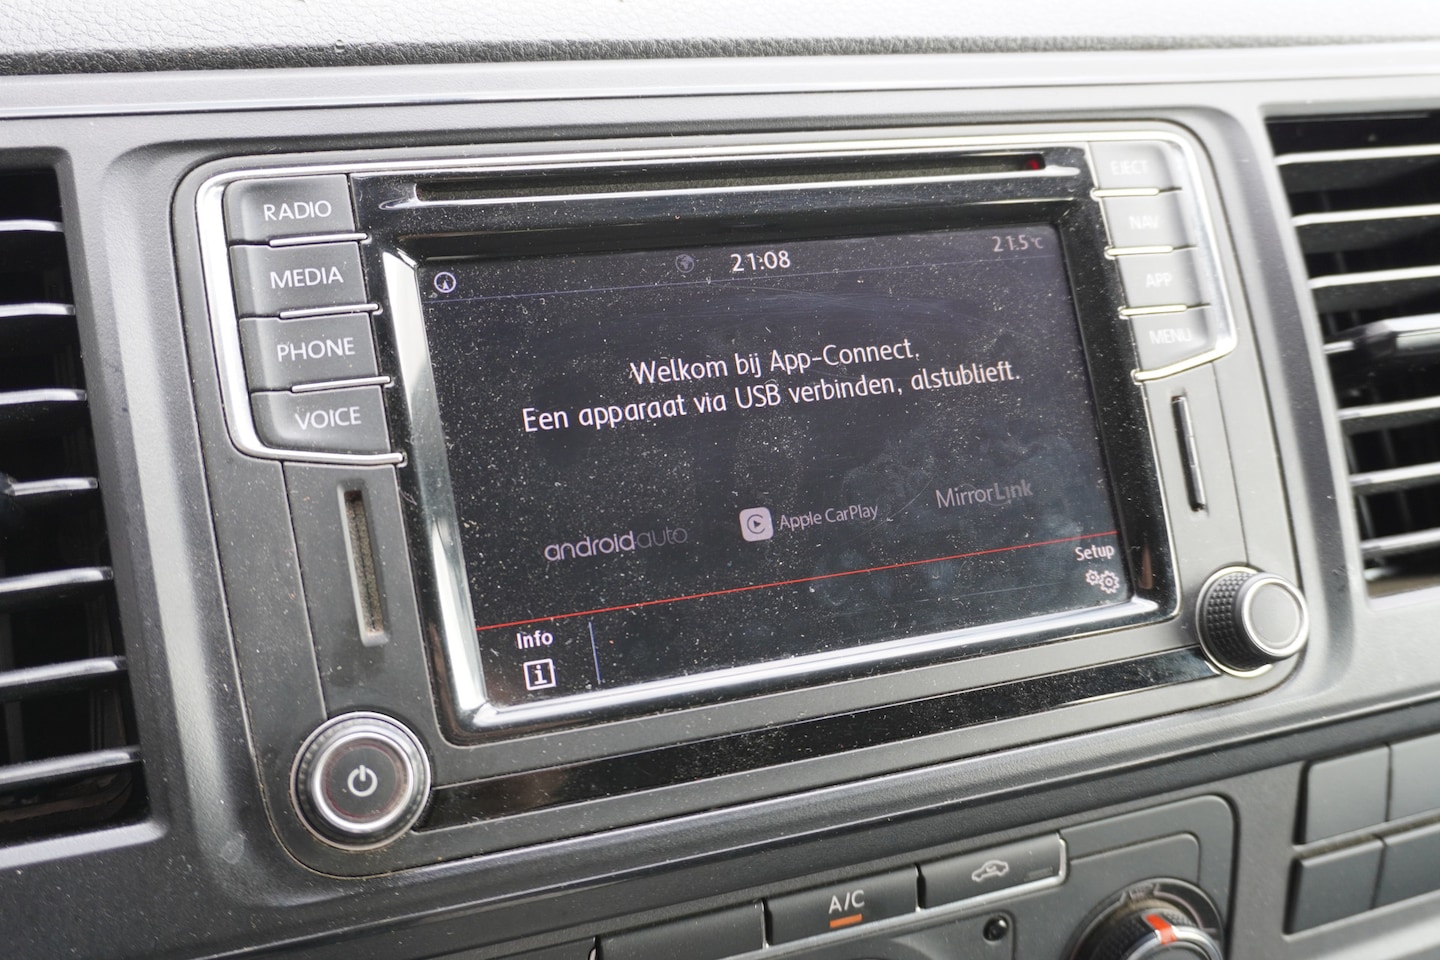 RADIO
MEDIA
PHONE
VOICE
EJECT
NAV
APP
MENU
21:08
21.5°C
Welkom bij App-Connect.
Een apparaat via USB verbinden, alstublieft.
androidauto
Apple CarPlay
MirrorLink
Setup
Info
i
A/C